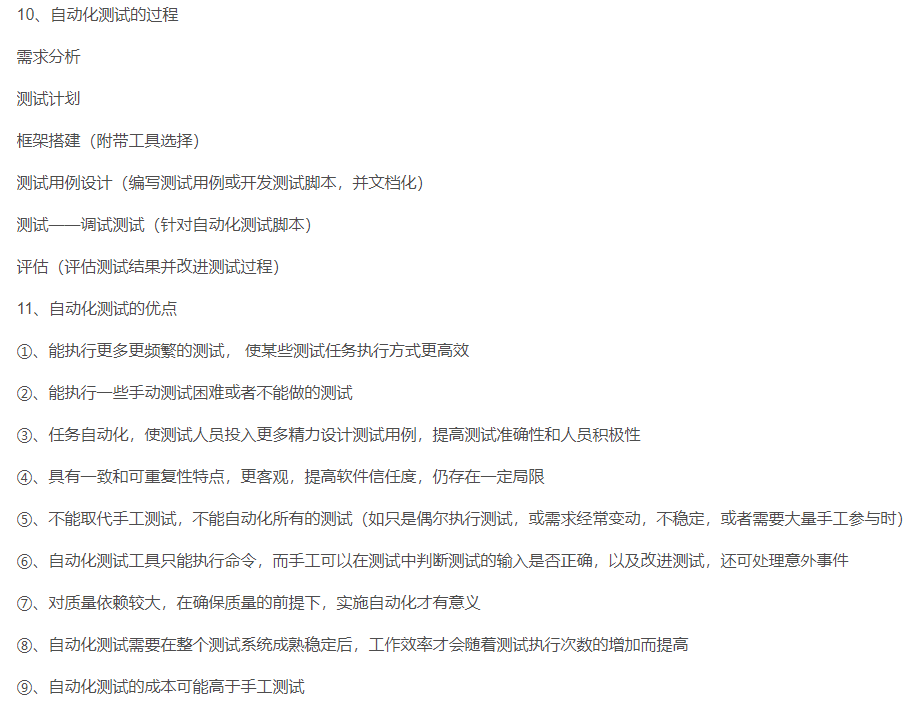 10、自动化测试的过程
需求分析
测试计划
框架搭建（附带工具选择）
测试用例设计（编写测试用例或开发测试脚本，并文档化）
测试——调试测试（针对自动化测试脚本）
评估（评估测试结果并改进测试过程）
11、自动化测试的优点
①、能执行更多更频繁的测试， 使某些测试任务执行方式更高效
②、能执行一些手动测试困难或者不能做的测试
③、任务自动化，使测试人员投入更多精力设计测试用例，提高测试准确性和人员积极性
④、具有一致和可重复性特点，更客观，提高软件信任度，仍存在一定局限
⑤、不能取代手工测试，不能自动化所有的测试（如只是偶尔执行测试，或需求经常变动，不稳定，或者需要大量手工参与时）
⑥、自动化测试工具只能执行命令，而手工可以在测试中判断测试的输入是否正确，以及改进测试，还可处理意外事件
⑦、对质量依赖较大，在确保质量的前提下，实施自动化才有意义
⑧、自动化测试需要在整个测试系统成熟稳定后，工作效率才会随着测试执行次数的增加而提高
⑨、自动化测试的成本可能高于手工测试